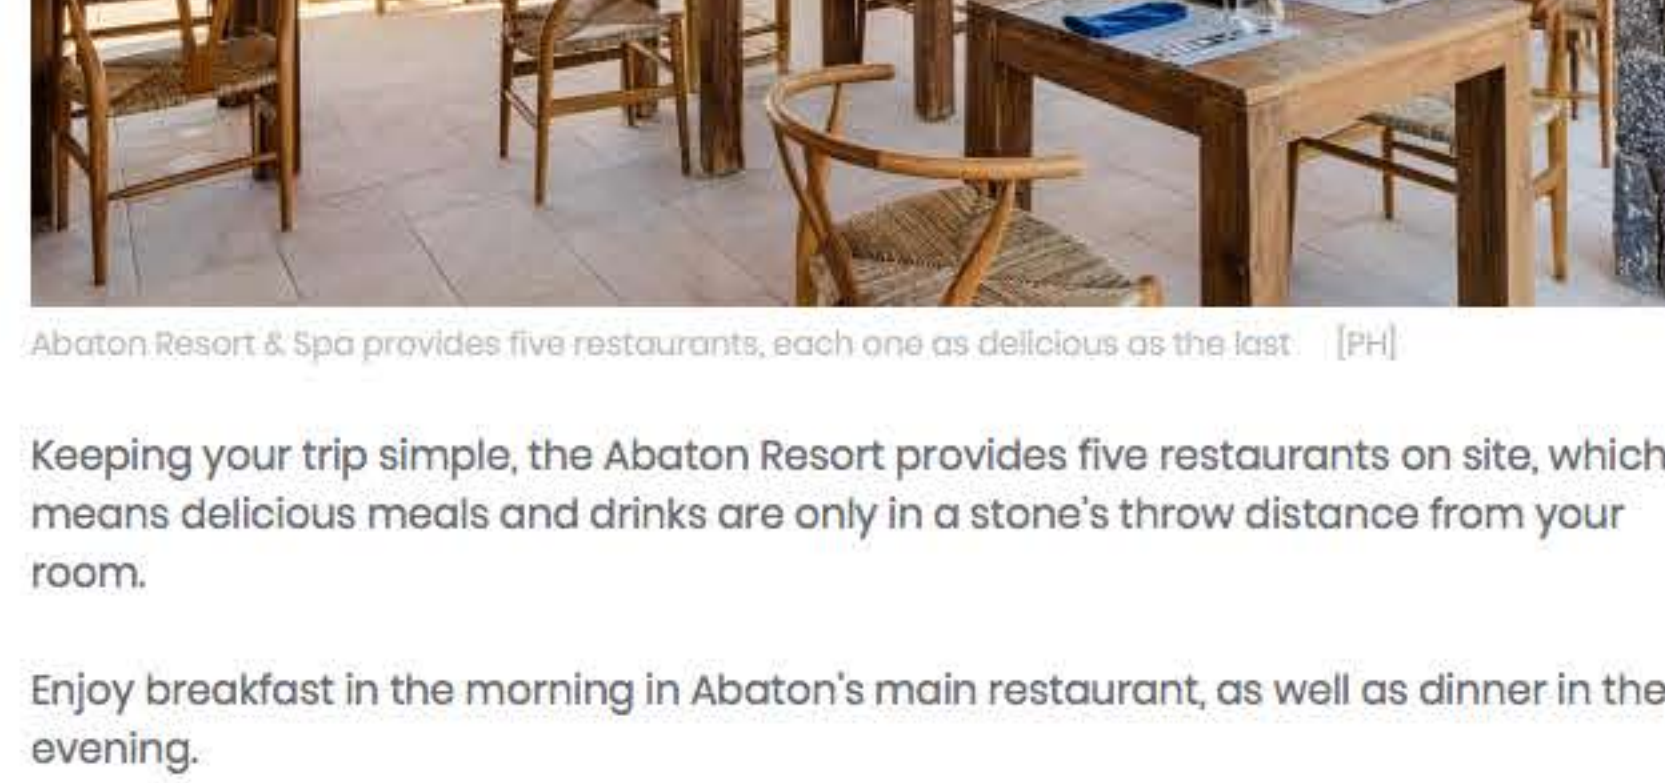 Abaton Resort & Spa provides five restaurants, each one as delicious as the last [PH]
Keeping your trip simple, the Abaton Resort provides five restaurants on site, which
means delicious meals and drinks are only in a stone's throw distance from your
room.
Enjoy breakfast in the morning in Abaton's main restaurant, as well as dinner in the
evening.